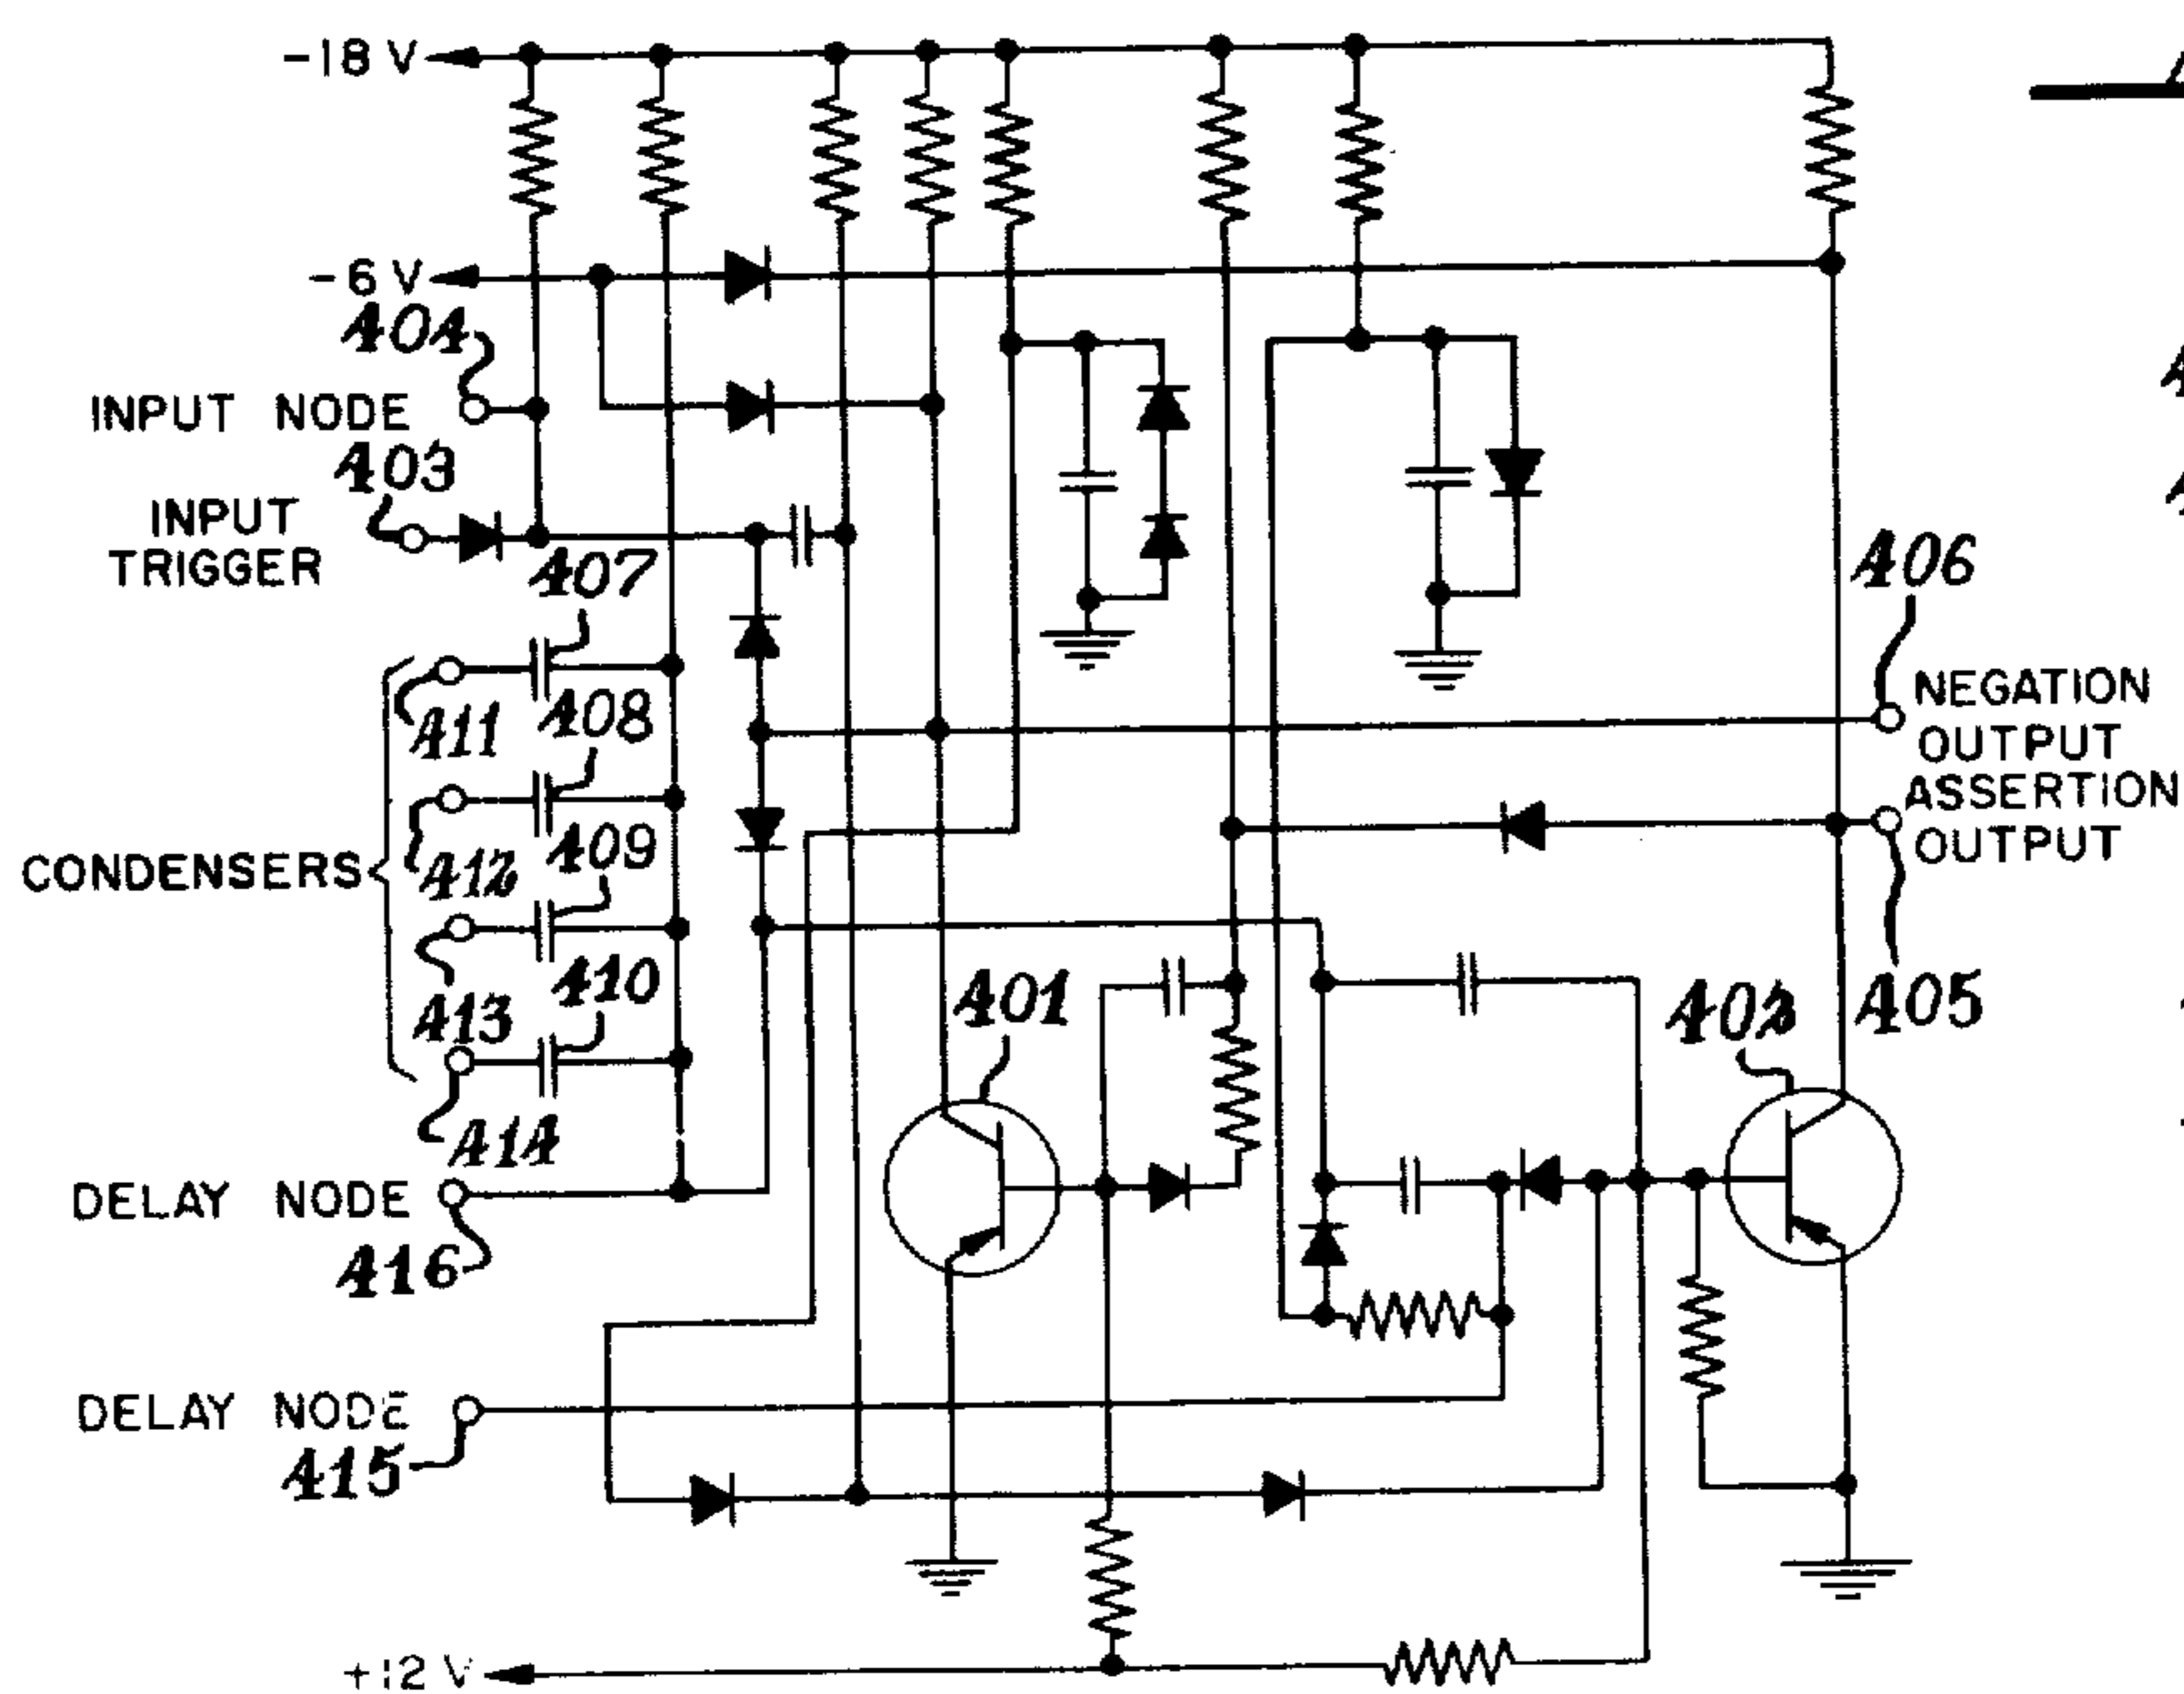 -18 V
-6 V
404
INPUT NODE
403
INPUT
TRIGGER
407
406
411
408
NEGATION
OUTPUT
ASSERTION
OUTPUT
CONDENSERS
412
409
413
410
401
402
405
414
DELAY NODE
416
DELAY NODE
415
+12 V